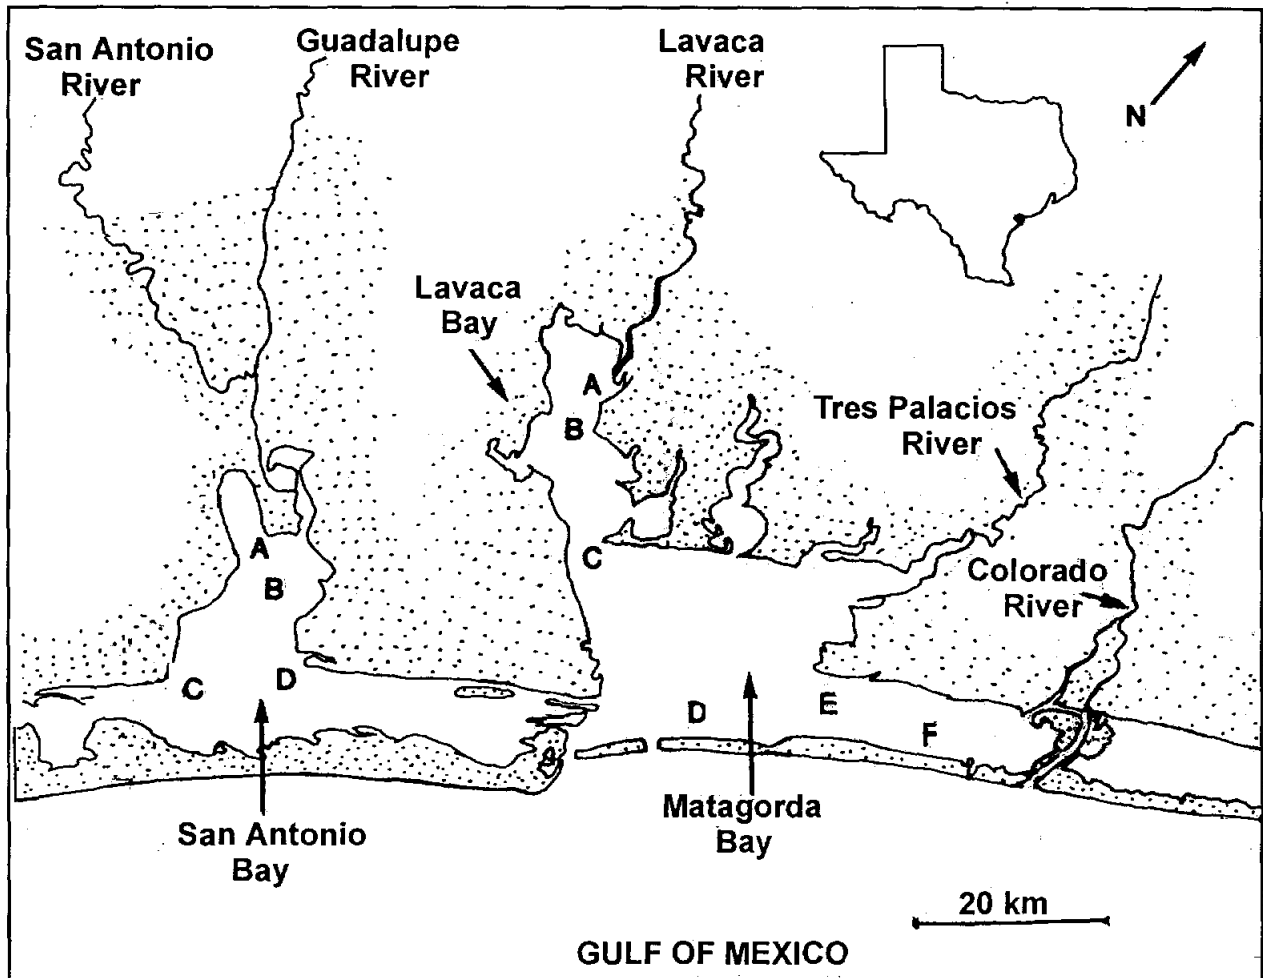 San Antonio
River
Guadalupe
River
Lavaca
River
N
Lavaca
Bay
A
B
Tres Palacios
River
A
B
C
Colorado
River
C
D
D
E
F
San Antonio
Bay
Matagorda
Bay
20 km
GULF OF MEXICO